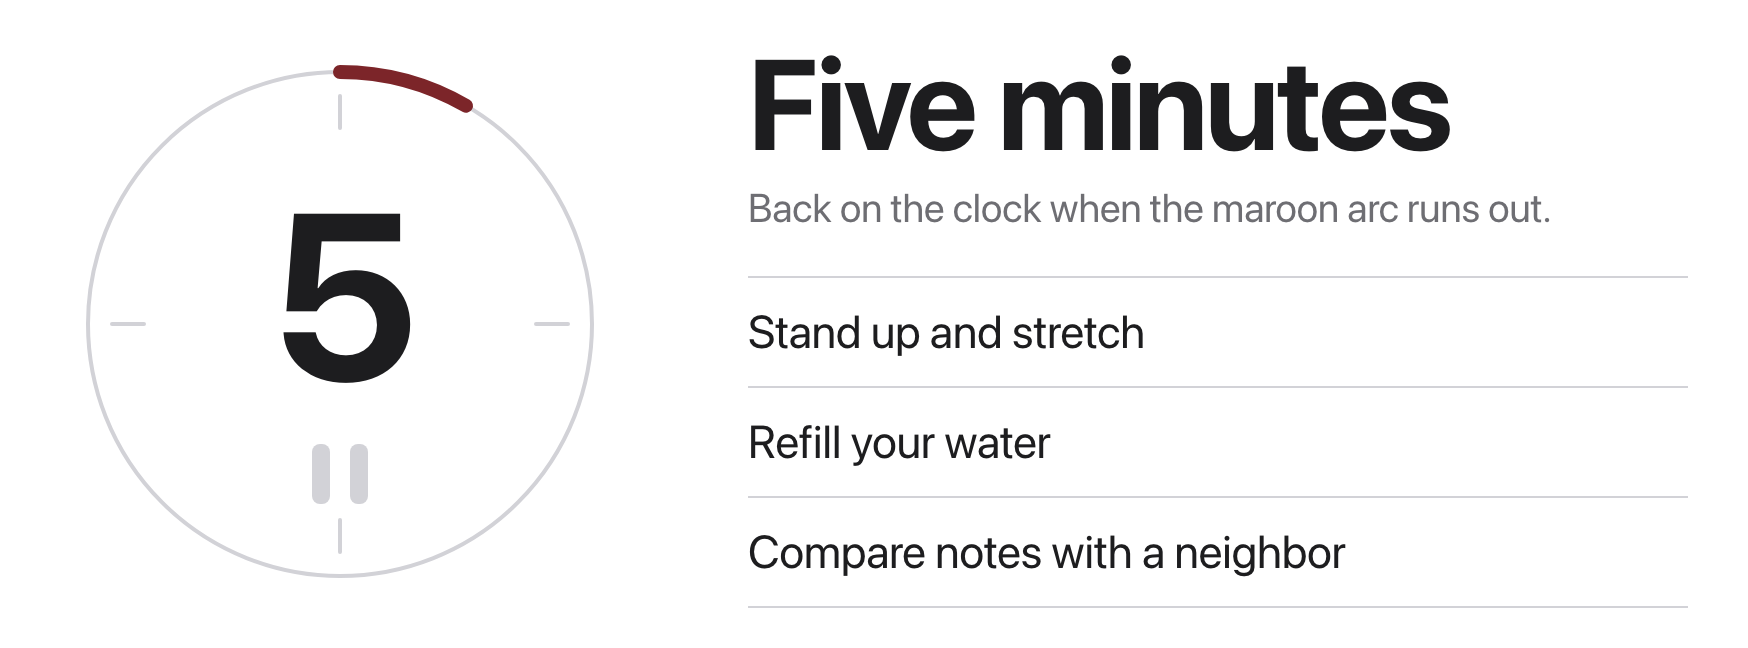 5
Five minutes
Back on the clock when the maroon arc runs out.
Stand up and stretch
Refill your water
Compare notes with a neighbor